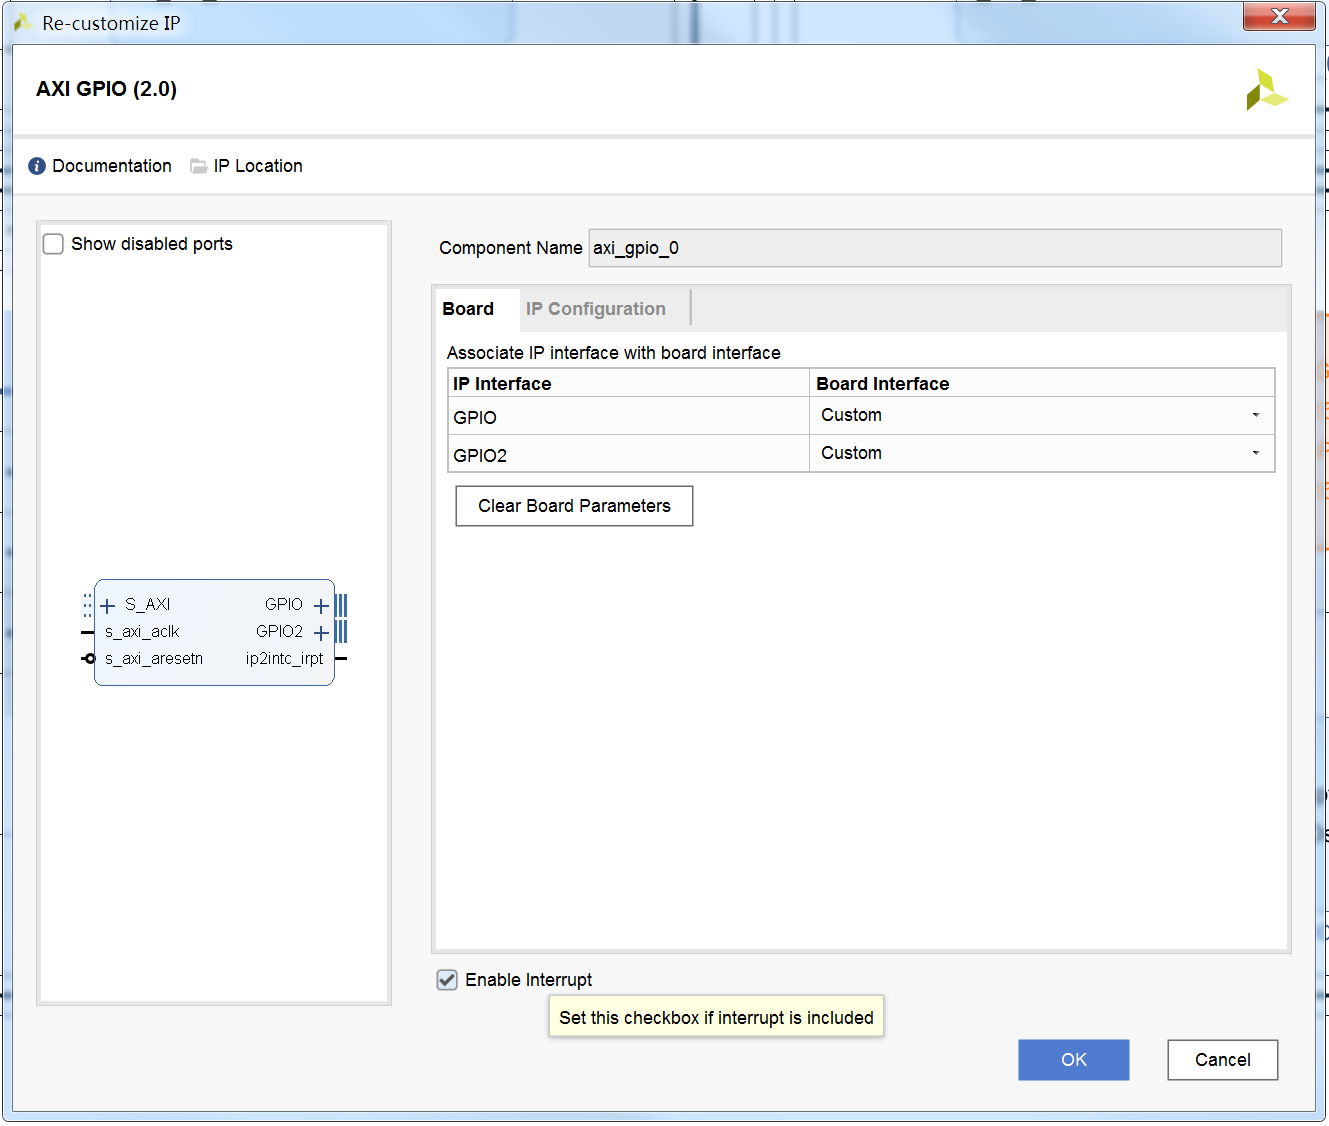 Re-customize IP
AXI GPIO (2.0)
Documentation IP Location
Show disabled ports
Component Name axi_gpio_0
Board IP Configuration
Associate IP interface with board interface
IP Interface Board Interface
GPIO Custom
GPIO2 Custom
Clear Board Parameters
S_AXI GPIO
s_axi_aclk GPIO2
s_axi_aresetn ip2intc_irpt
Enable Interrupt
Set this checkbox if interrupt is included
OK Cancel